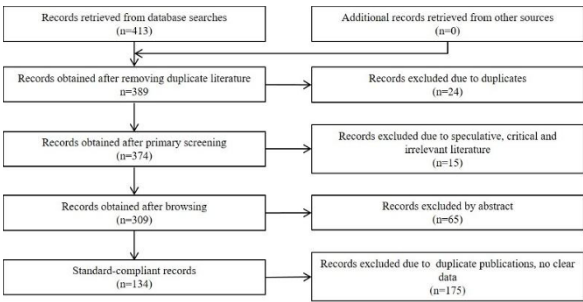 Records retrieved from database searches
(n=413)
Additional records retrieved from other sources
(n=0)
Records obtained after removing duplicate literature
n=389
Records excluded due to duplicates
(n=24)
Records obtained after primary screening
(n=374)
Records excluded due to speculative, critical and
irrelevant literature
(n=15)
Records obtained after browsing
(n=309)
Records excluded by abstract
(n=65)
Standard-compliant records
(n=134)
Records excluded due to duplicate publications, no clear
data
(n=175)